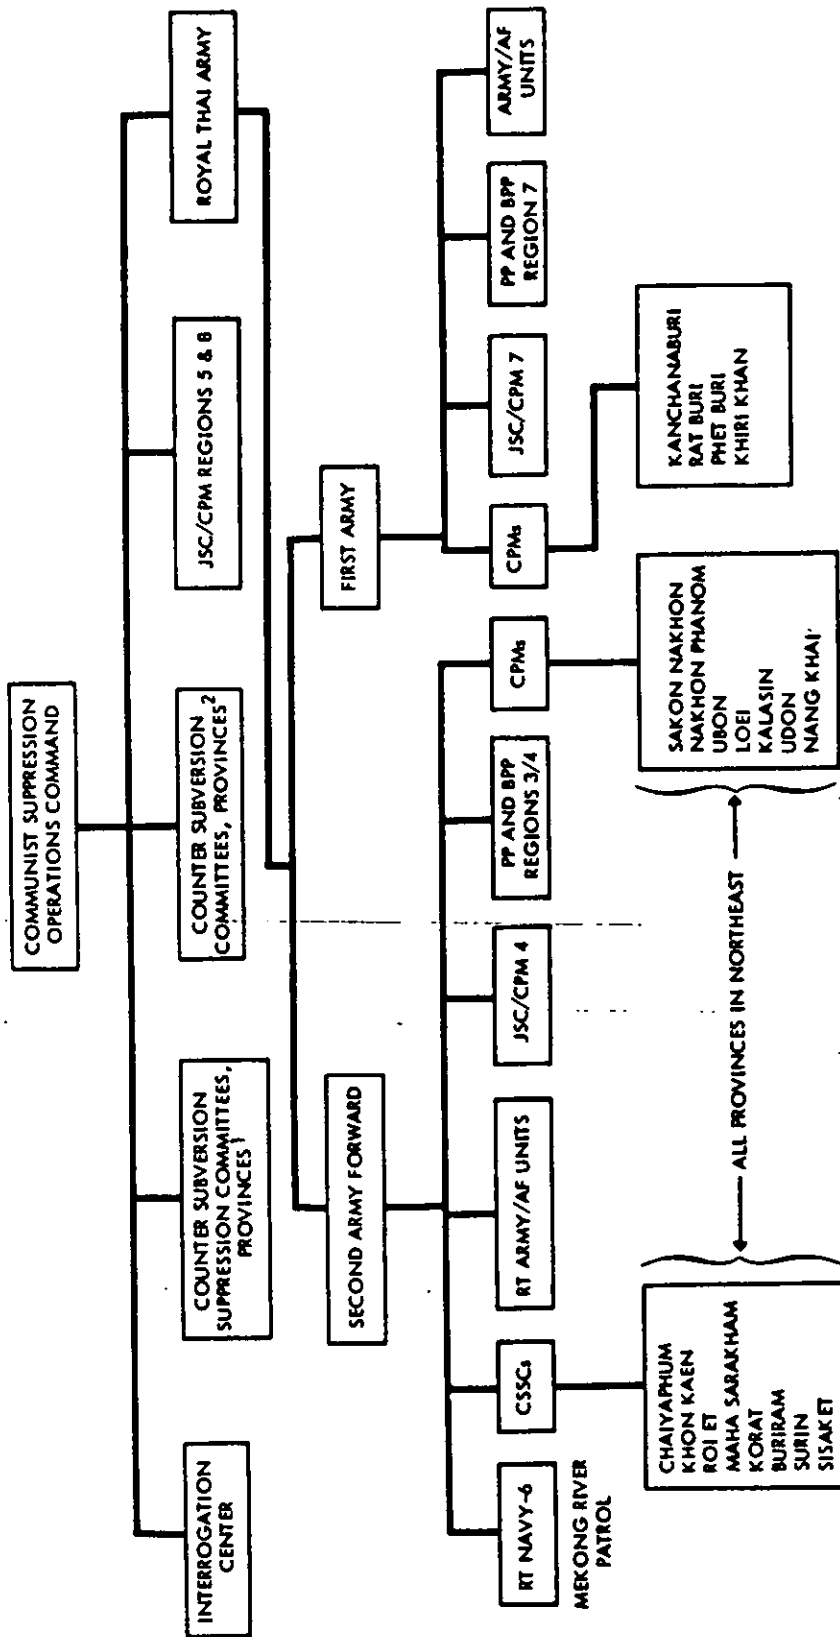 COMMUNIST SUPPRESSION
OPERATIONS COMMAND
INTERROGATION
CENTER
COUNTER SUBVERSION
SUPPRESSION COMMITTEES,
PROVINCES1
COUNTER SUBVERSION
COMMITTEES, PROVINCES2
JSC/CPM REGIONS 5 & 8
ROYAL THAI ARMY
SECOND ARMY FORWARD
FIRST ARMY
RT NAVY-6
MEKONG RIVER
PATROL
CSSCs
RT ARMY/AF UNITS
JSC/CPM 4
PP AND BPP
REGIONS 3/4
CPMs
CPMs
JSC/CPM 7
PP AND BPP
REGION 7
ARMY/AF
UNITS
CHAIYAPHUM
KHON KAEN
ROI ET
MAHA SARAKHAM
KORAT
BURIRAM
SURIN
SISAKET
ALL PROVINCES IN NORTHEAST
SAKON NAKHON
NAKHON PHANOM
UBON
LOEI
KALASIN
UDON
NANG KHAI
KANCHANABURI
RAT BURI
PHET BURI
KHIRI KHAN